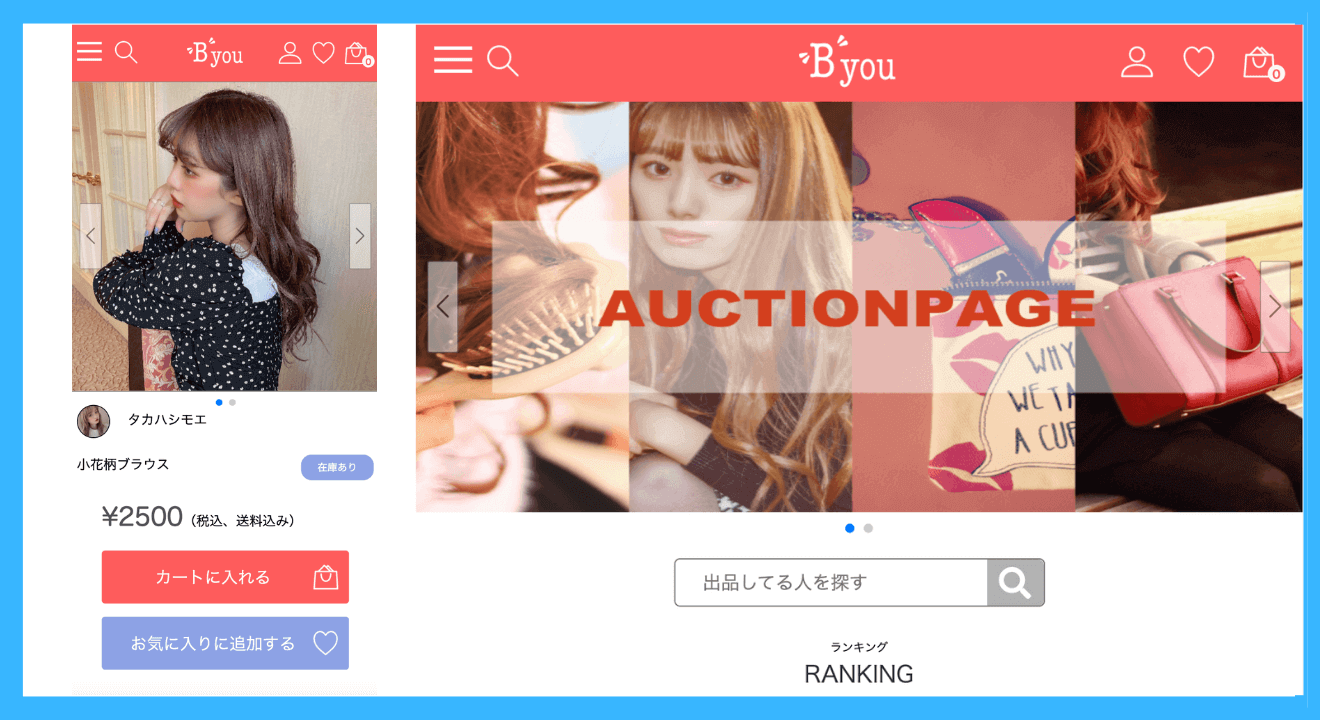 B'you
0
タカハシモエ
小花柄ブラウス
在庫あり
¥2500（税込、送料込み）
カートに入れる
お気に入りに追加する
B'you
0
AUCTIONPAGE
WHY
WE TA
A CUP
出品してる人を探す
ランキング
RANKING